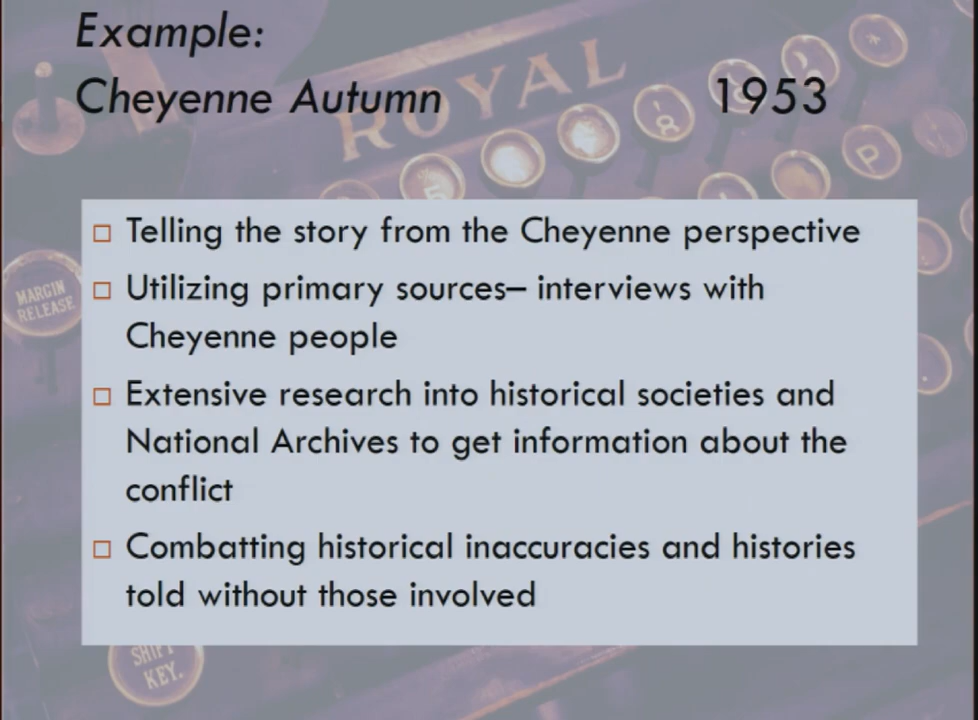 Example:
Cheyenne Autumn 1953
ROYAL
Telling the story from the Cheyenne perspective
Utilizing primary sources– interviews with
Cheyenne people
Extensive research into historical societies and
National Archives to get information about the
conflict
Combatting historical inaccuracies and histories
told without those involved
MARGIN
RELEASE
SHIFT
KEY.
*
8
P
5